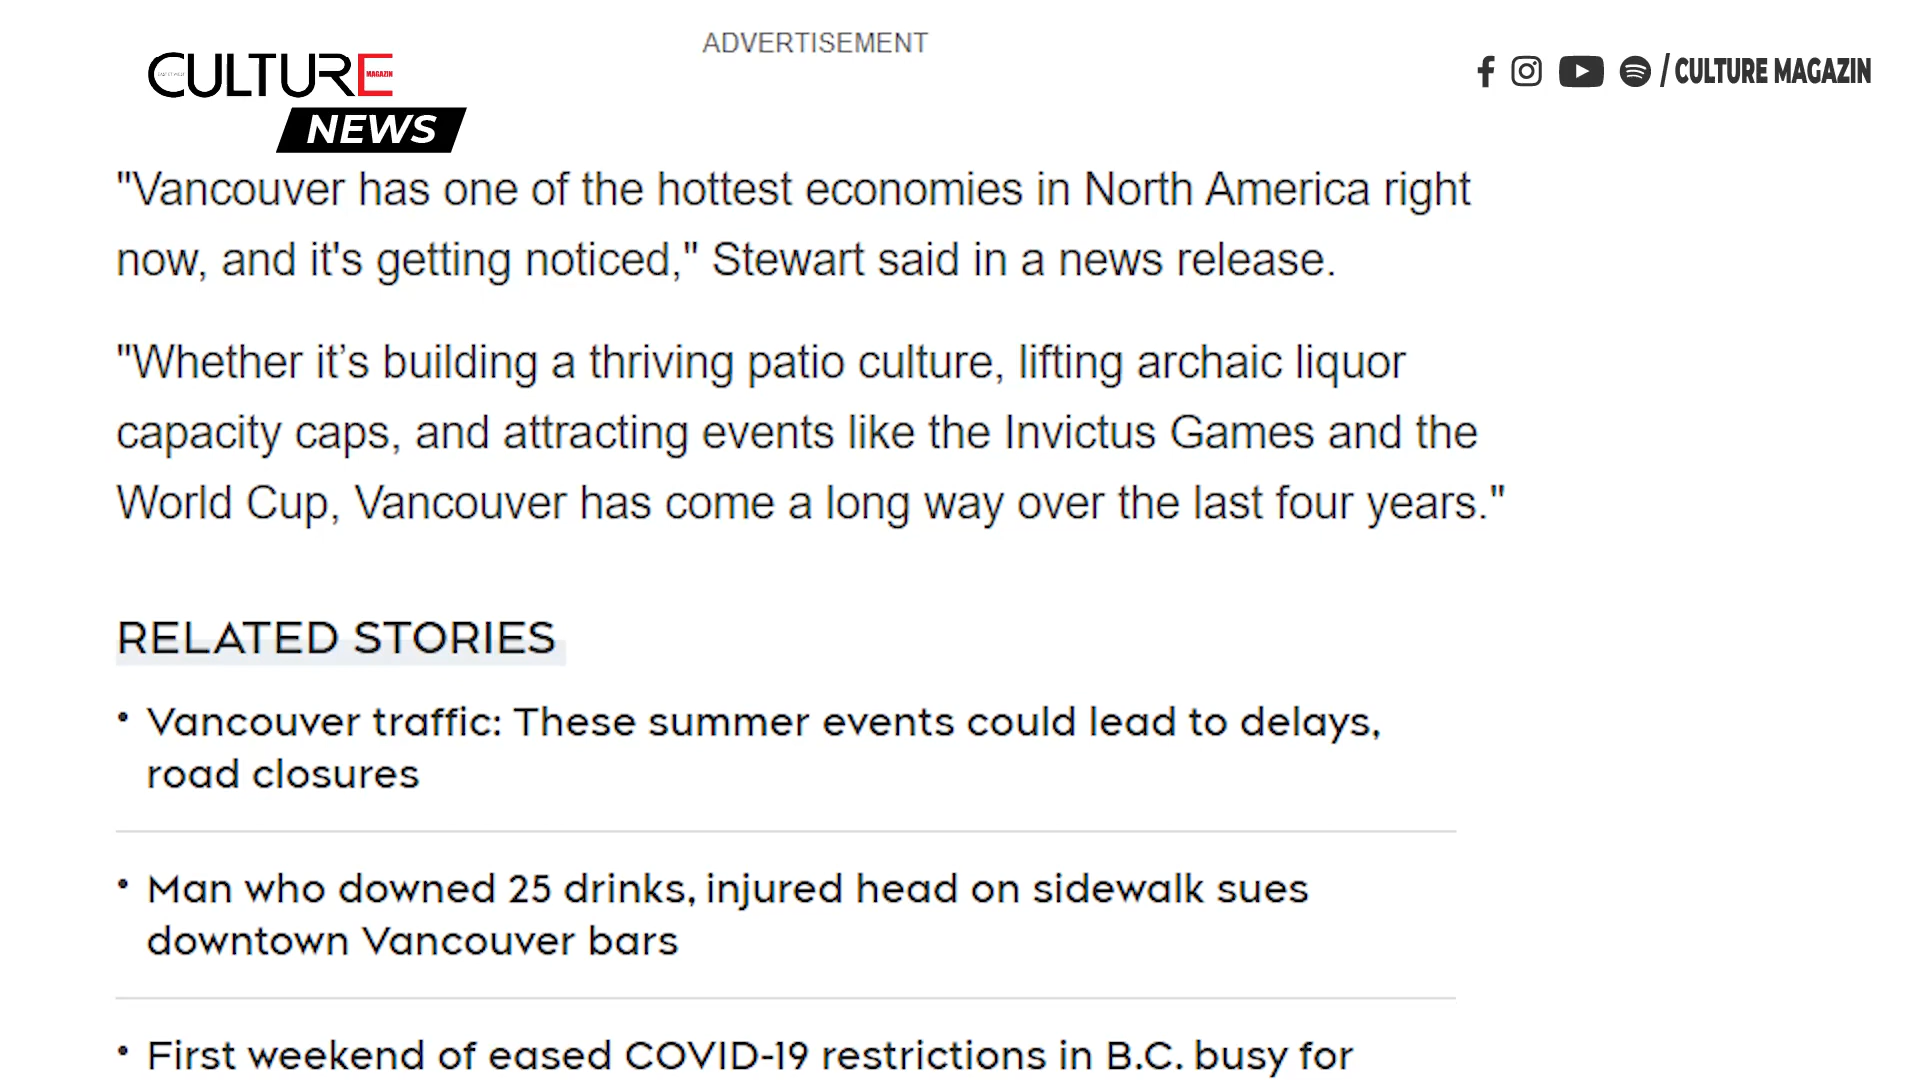 ADVERTISEMENT
CULTURE
MAGAZIN
NEWS
/ CULTURE MAGAZIN
"Vancouver has one of the hottest economies in North America right
now, and it's getting noticed," Stewart said in a news release.
"Whether it’s building a thriving patio culture, lifting archaic liquor
capacity caps, and attracting events like the Invictus Games and the
World Cup, Vancouver has come a long way over the last four years."
RELATED STORIES
• Vancouver traffic: These summer events could lead to delays,
road closures
• Man who downed 25 drinks, injured head on sidewalk sues
downtown Vancouver bars
• First weekend of eased COVID-19 restrictions in B.C. busy for